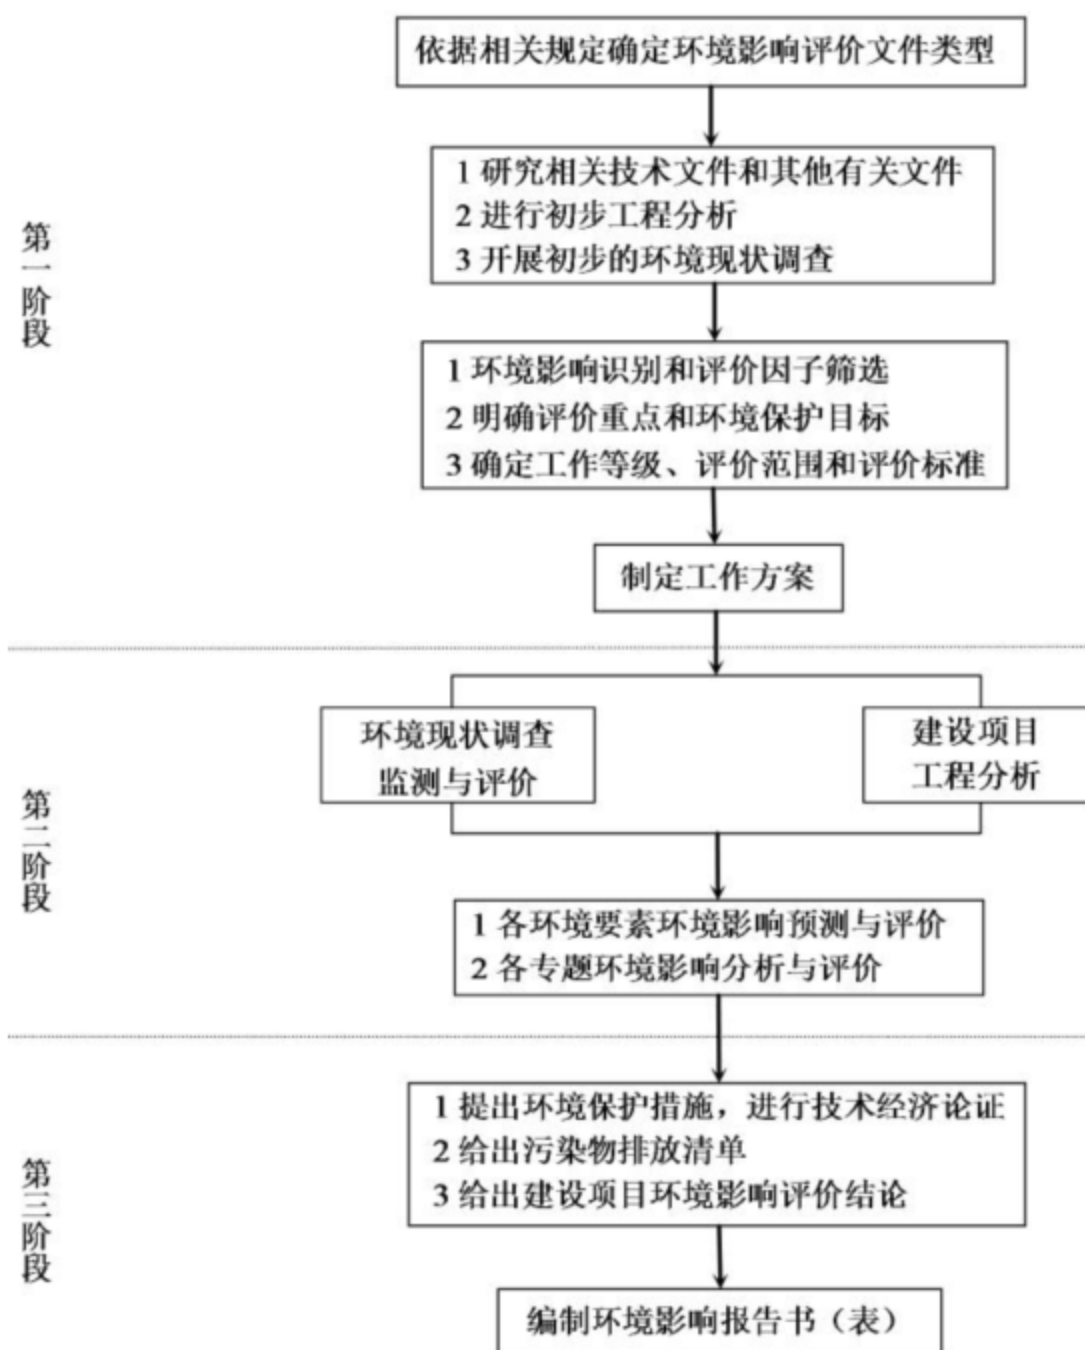 依据相关规定确定环境影响评价文件类型
1 研究相关技术文件和其他有关文件
2 进行初步工程分析
3 开展初步的环境现状调查
第一阶段
1 环境影响识别和评价因子筛选
2 明确评价重点和环境保护目标
3 确定工作等级、评价范围和评价标准
制定工作方案
环境现状调查
监测与评价
建设项目
工程分析
第二阶段
1 各环境要素环境影响预测与评价
2 各专题环境影响分析与评价
1 提出环境保护措施，进行技术经济论证
2 给出污染物排放清单
3 给出建设项目环境影响评价结论
第三阶段
编制环境影响报告书（表）